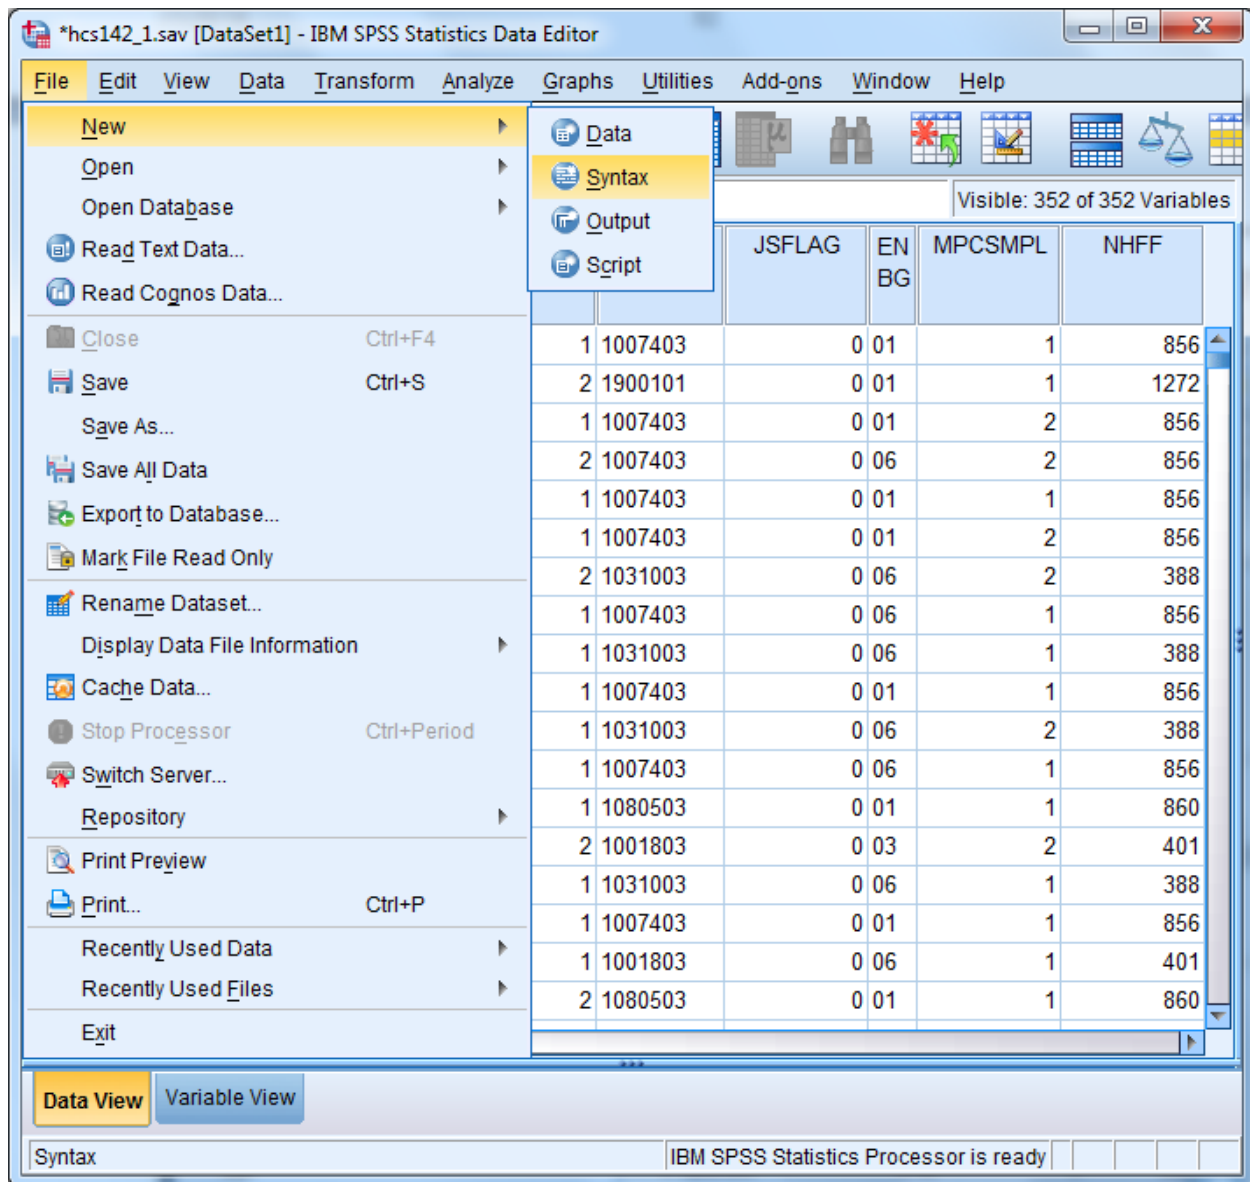 *hcs142_1.sav [DataSet1] - IBM SPSS Statistics Data Editor
File Edit View Data Transform Analyze Graphs Utilities Add-ons Window Help
New
Open
Open Database
Read Text Data...
Read Cognos Data...
Close Ctrl+F4
Save Ctrl+S
Save As...
Save All Data
Export to Database...
Mark File Read Only
Rename Dataset...
Display Data File Information
Cache Data...
Stop Processor Ctrl+Period
Switch Server...
Repository
Print Preview
Print... Ctrl+P
Recently Used Data
Recently Used Files
Exit
Data
Syntax
Output
Script
Visible: 352 of 352 Variables
JSFLAG EN BG MPCSMPL NHFF
1 1007403 0 01 1 856
2 1900101 0 01 1 1272
1 1007403 0 01 2 856
2 1007403 0 06 2 856
1 1007403 0 01 1 856
1 1007403 0 01 2 856
2 1031003 0 06 2 388
1 1007403 0 06 1 856
1 1031003 0 06 1 388
1 1007403 0 01 1 856
1 1031003 0 06 2 388
1 1007403 0 06 1 856
1 1080503 0 01 1 860
2 1001803 0 03 2 401
1 1031003 0 06 1 388
1 1007403 0 01 1 856
1 1001803 0 06 1 401
2 1080503 0 01 1 860
Data View Variable View
Syntax IBM SPSS Statistics Processor is ready